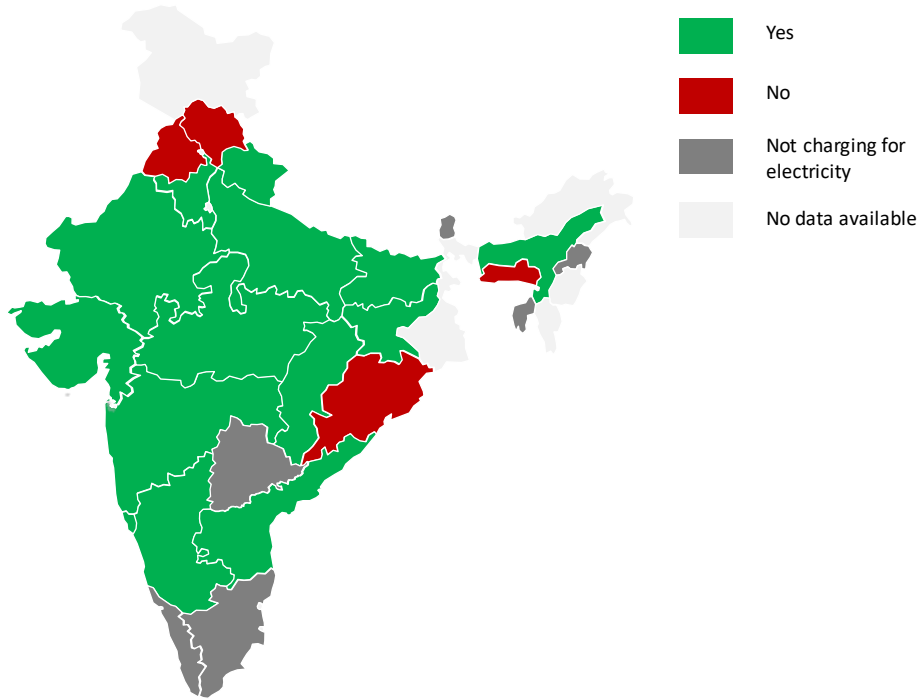 Yes
No
Not charging for
electricity
No data available